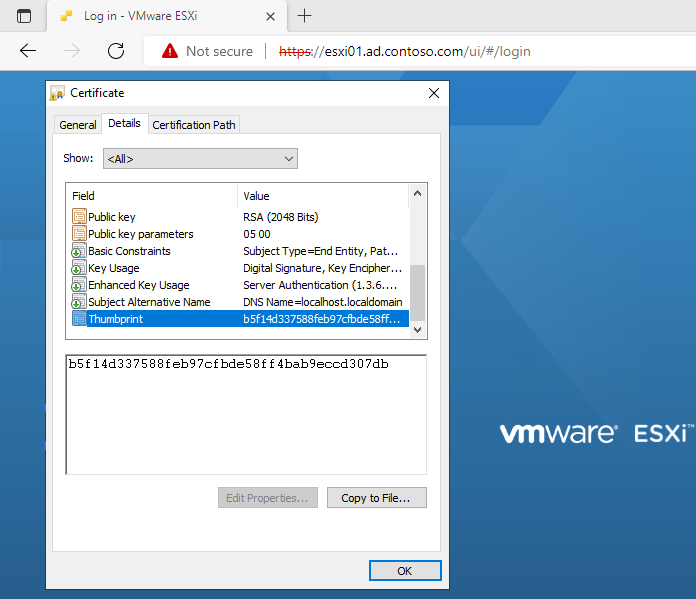 Log in - VMware ESXi
Not secure | https://esxi01.ad.contoso.com/ui/#/login
Certificate
General Details Certification Path
Show: <All>
Field Value
Public key RSA (2048 Bits)
Public key parameters 05 00
Basic Constraints Subject Type=End Entity, Pat...
Key Usage Digital Signature, Key Encipher...
Enhanced Key Usage Server Authentication (1.3.6....
Subject Alternative Name DNS Name=localhost.localdomain
Thumbprint b5f14d337588feb97cfbde58ff...
b5f14d337588feb97cfbde58ff4bab9eccd307db
vmware® ESXi™
Edit Properties... Copy to File...
OK